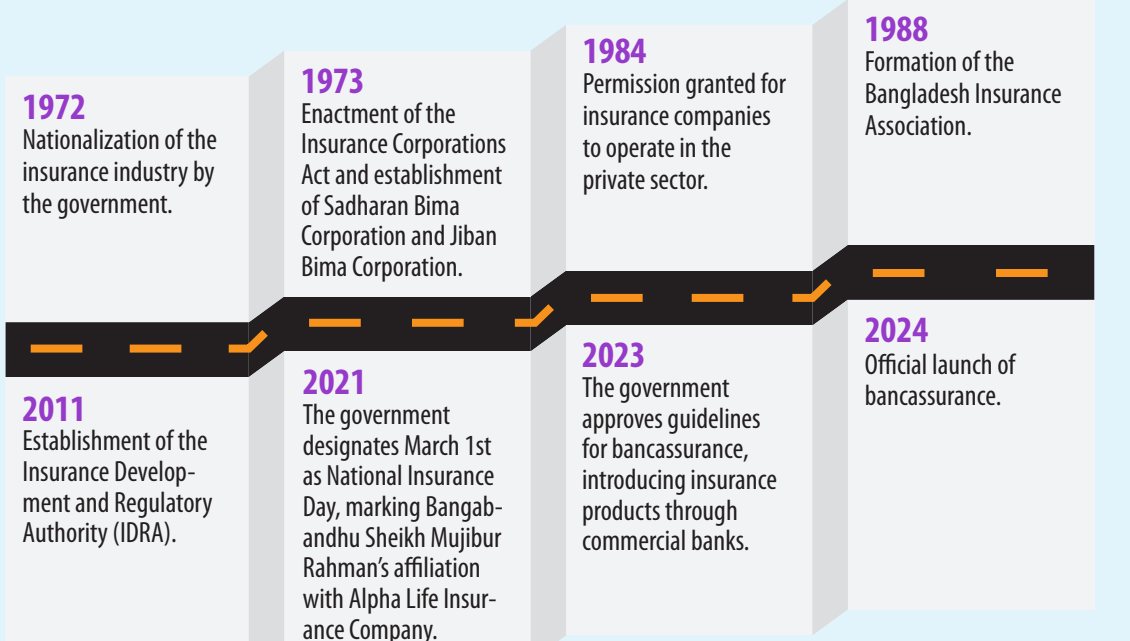 1972
Nationalization of the
insurance industry by
the government.
1973
Enactment of the
Insurance Corporations
Act and establishment
of Sadharan Bima
Corporation and Jiban
Bima Corporation.
1984
Permission granted for
insurance companies
to operate in the
private sector.
1988
Formation of the
Bangladesh Insurance
Association.
2011
Establishment of the
Insurance Develop-
ment and Regulatory
Authority (IDRA).
2021
The government
designates March 1st
as National Insurance
Day, marking Bangab-
andhu Sheikh Mujibur
Rahman’s affiliation
with Alpha Life Insur-
ance Company.
2023
The government
approves guidelines
for bancassurance,
introducing insurance
products through
commercial banks.
2024
Official launch of
bancassurance.